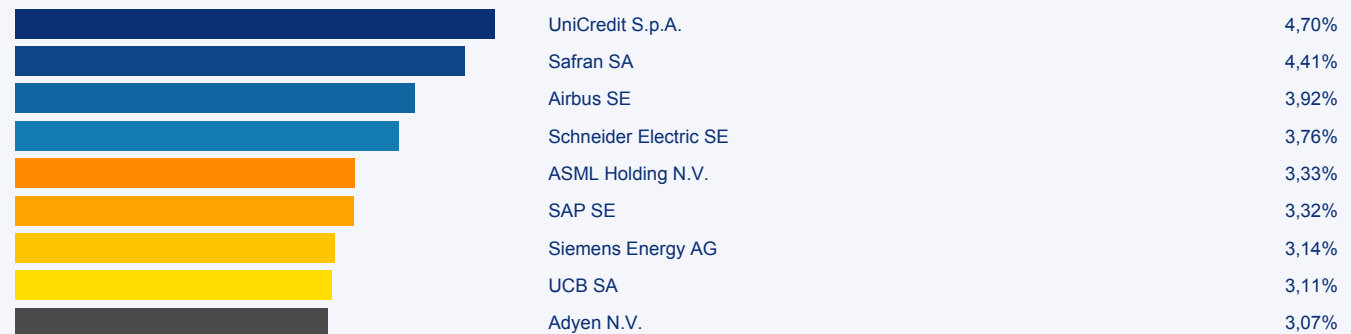 UniCredit S.p.A. 4,70%
Safran SA 4,41%
Airbus SE 3,92%
Schneider Electric SE 3,76%
ASML Holding N.V. 3,33%
SAP SE 3,32%
Siemens Energy AG 3,14%
UCB SA 3,11%
Adyen N.V. 3,07%